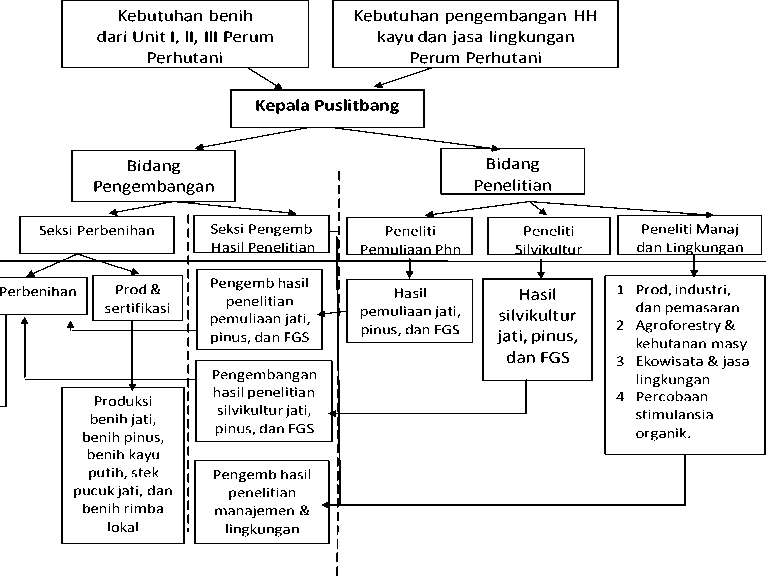 Kebutuhan benih
dari Unit I, II, III Perum
Perhutani
Kebutuhan pengembangan HH
kayu dan jasa lingkungan
Perum Perhutani
Kepala Puslitbang
Bidang
Pengembangan
Bidang
Penelitian
Seksi Perbenihan
Seksi Pengemb
Hasil Penelitian
Peneliti
Pemuliaan Phn
Peneliti
Silvikultur
Peneliti Manaj
dan Lingkungan
Perbenihan
Prod &
sertifikasi
Pengemb hasil
penelitian
pemuliaan jati,
pinus, dan FGS
Hasil
pemuliaan jati,
pinus, dan FGS
Hasil
silvikultur
jati, pinus,
dan FGS
1 Prod, industri,
dan pemasaran
2 Agroforestry &
kehutanan masy
3 Ekowisata & jasa
lingkungan
4 Percobaan
stimulansia
organik.
Produksi
benih jati,
benih pinus,
benih kayu
putih, stek
pucuk jati, dan
benih rimba
lokal
Pengembangan
hasil penelitian
silvikultur jati,
pinus, dan FGS
Pengemb hasil
penelitian
manajemen &
lingkungan